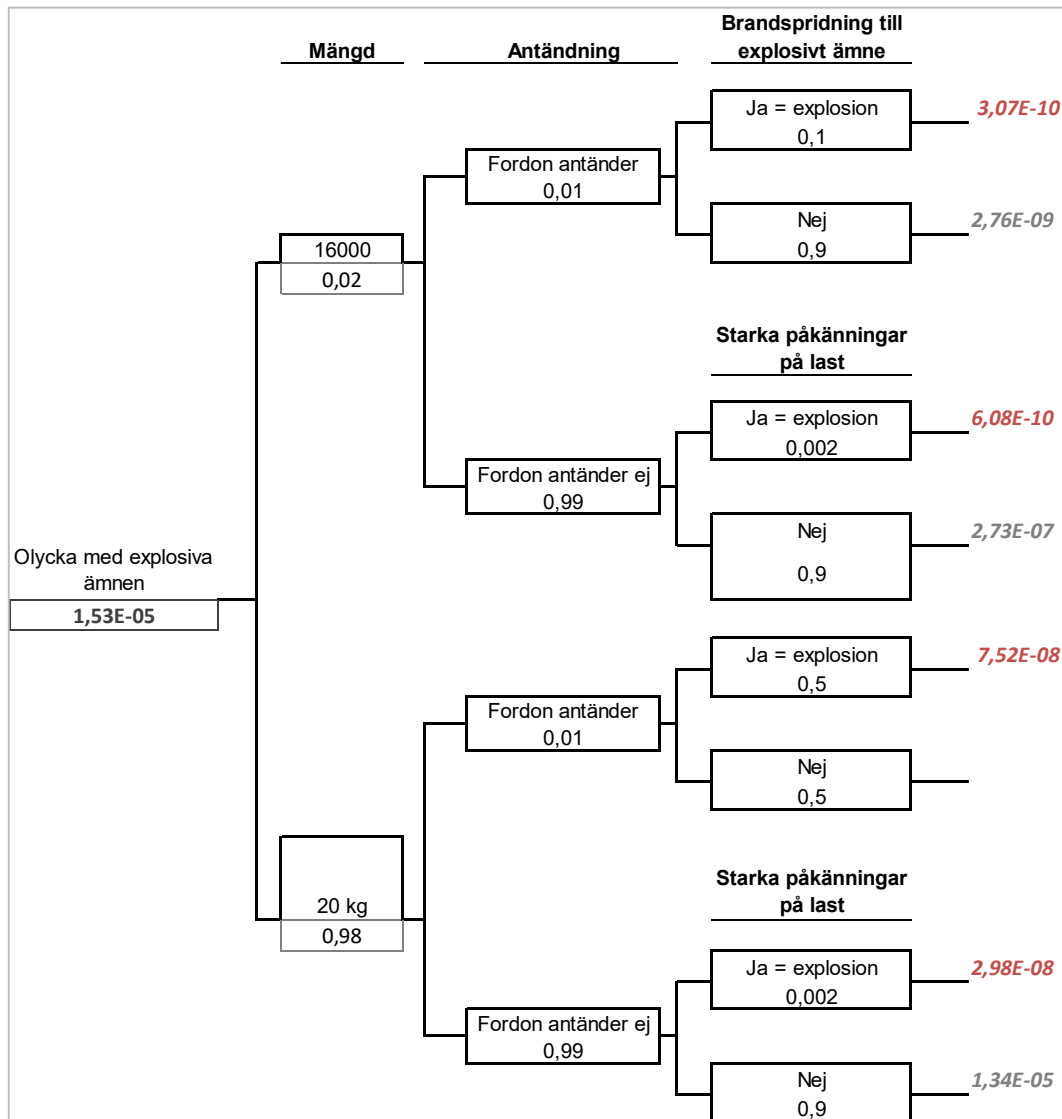 Mängd
Antändning
Brandspridning till
explosivt ämne
Ja = explosion
0,1
3,07E-10
Fordon antänder
0,01
Nej
0,9
2,76E-09
16000
0,02
Starka påkänningar
på last
Ja = explosion
0,002
6,08E-10
Fordon antänder ej
0,99
Nej
0,9
2,73E-07
Olycka med explosiva
ämnen
1,53E-05
Ja = explosion
0,5
7,52E-08
Fordon antänder
0,01
Nej
0,5
20 kg
0,98
Starka påkänningar
på last
Ja = explosion
0,002
2,98E-08
Fordon antänder ej
0,99
Nej
0,9
1,34E-05